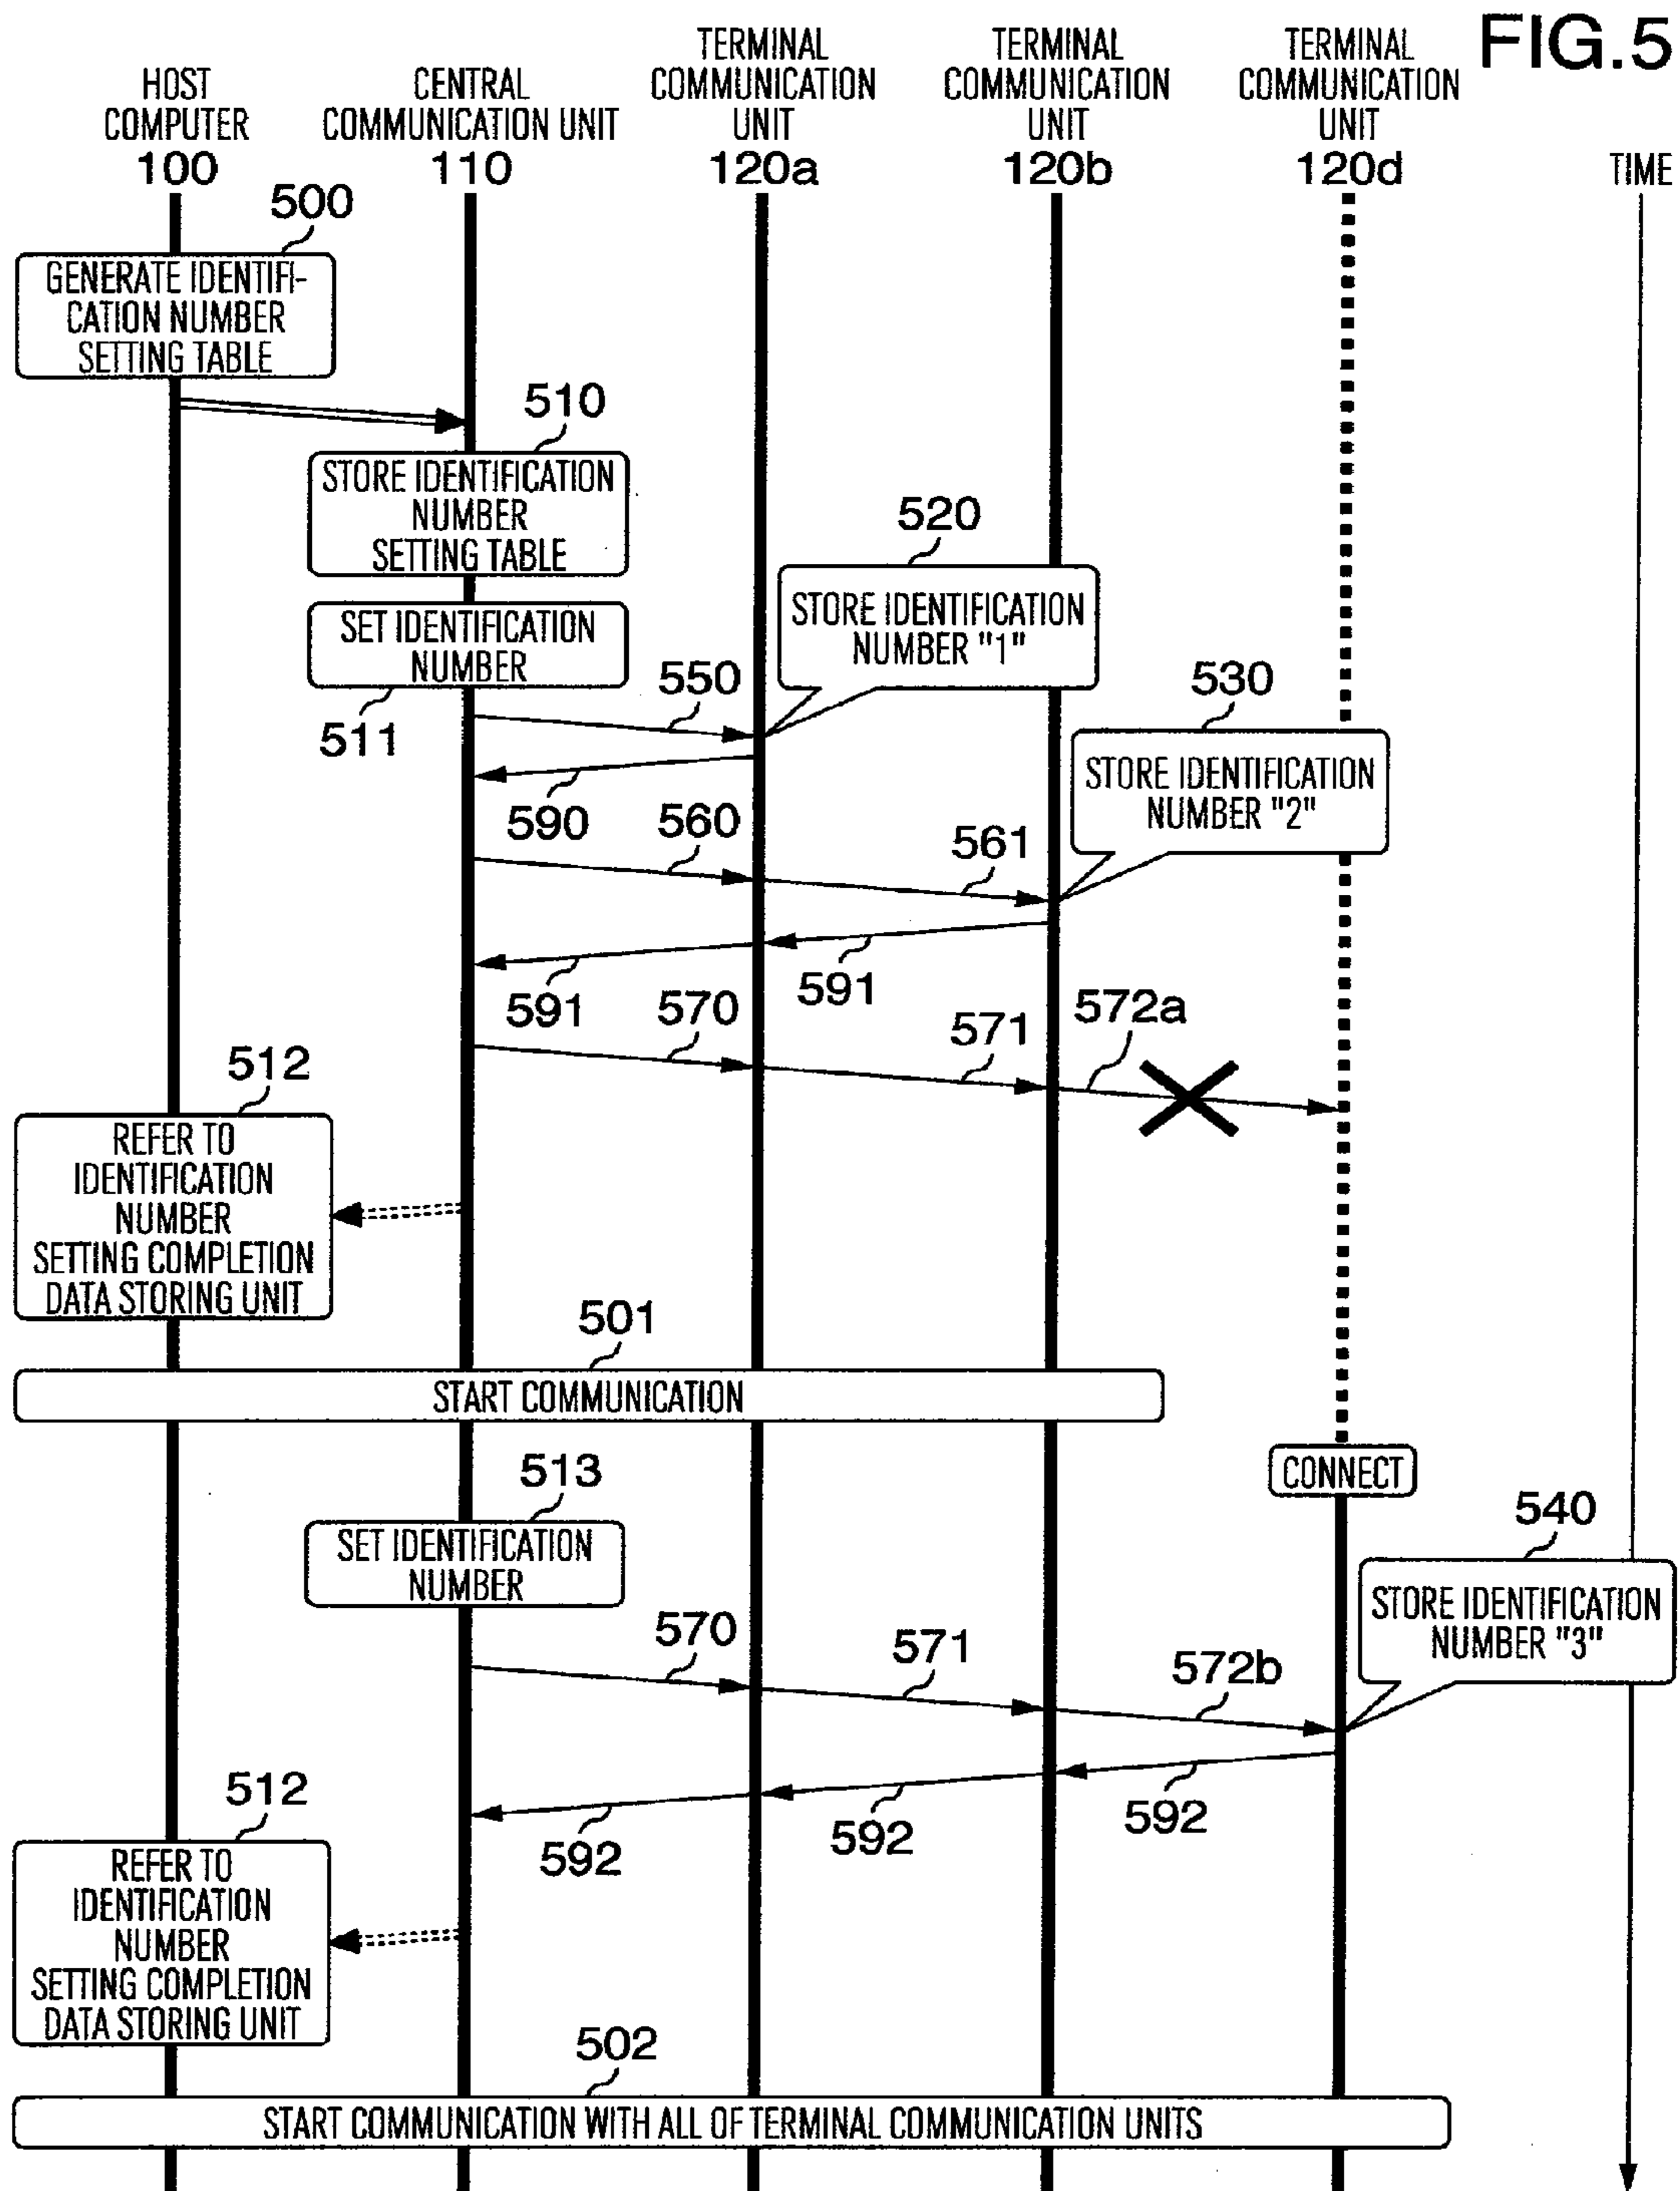 FIG.5
HOST
COMPUTER
100
CENTRAL
COMMUNICATION UNIT
110
TERMINAL
COMMUNICATION
UNIT
120a
TERMINAL
COMMUNICATION
UNIT
120b
TERMINAL
COMMUNICATION
UNIT
120d
TIME
500
GENERATE IDENTIFI-
CATION NUMBER
SETTING TABLE
510
STORE IDENTIFICATION
NUMBER
SETTING TABLE
520
STORE IDENTIFICATION
NUMBER "1"
SET IDENTIFICATION
NUMBER
511
550
530
STORE IDENTIFICATION
NUMBER "2"
590
560
561
591
591
570
571
572a
512
REFER TO
IDENTIFICATION
NUMBER
SETTING COMPLETION
DATA STORING UNIT
501
START COMMUNICATION
CONNECT
513
SET IDENTIFICATION
NUMBER
540
STORE IDENTIFICATION
NUMBER "3"
570
571
572b
592
592
592
512
REFER TO
IDENTIFICATION
NUMBER
SETTING COMPLETION
DATA STORING UNIT
502
START COMMUNICATION WITH ALL OF TERMINAL COMMUNICATION UNITS